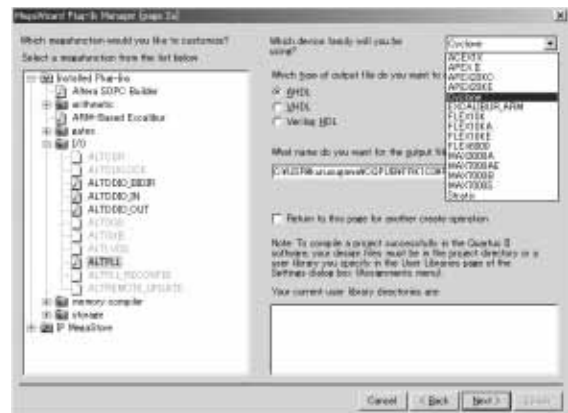 MegaWizard Plug-In Manager [page 2a]
Which megafunction would you like to customize?
Select a megafunction from the list below
Installed Plug-Ins
Altera SOPC Builder
arithmetic
ARM-Based Excalibur
gates
I/O
ALTDDIO_BIDIR
ALTDDIO_IN
ALTDDIO_OUT
ALTLVDS
ALTPLL
ALTPLL_RECONFIG
ALTREMOTE_UPDATE
memory compiler
storage
IP MegaStore
Which device family will you be
using?
Cyclone
ACEX1K
APEX II
APEX20KC
APEX20KE
Cyclone
EXCALIBUR_ARM
FLEX10K
FLEX10KA
FLEX10KE
FLEX6000
MAX3000A
MAX7000AE
MAX7000B
MAX7000S
Stratix
Which type of output file do you want to
AHDL
VHDL
Verilog HDL
What name do you want for the output
Return to this page for another create operation
Note: To compile a project successfully in the Quartus II
software, your design files must be in the project directory or a
user library you specify in the User Libraries page of the
Settings dialog box (Assignments menu).
Your current user library directories are:
Cancel
< Back
Next >